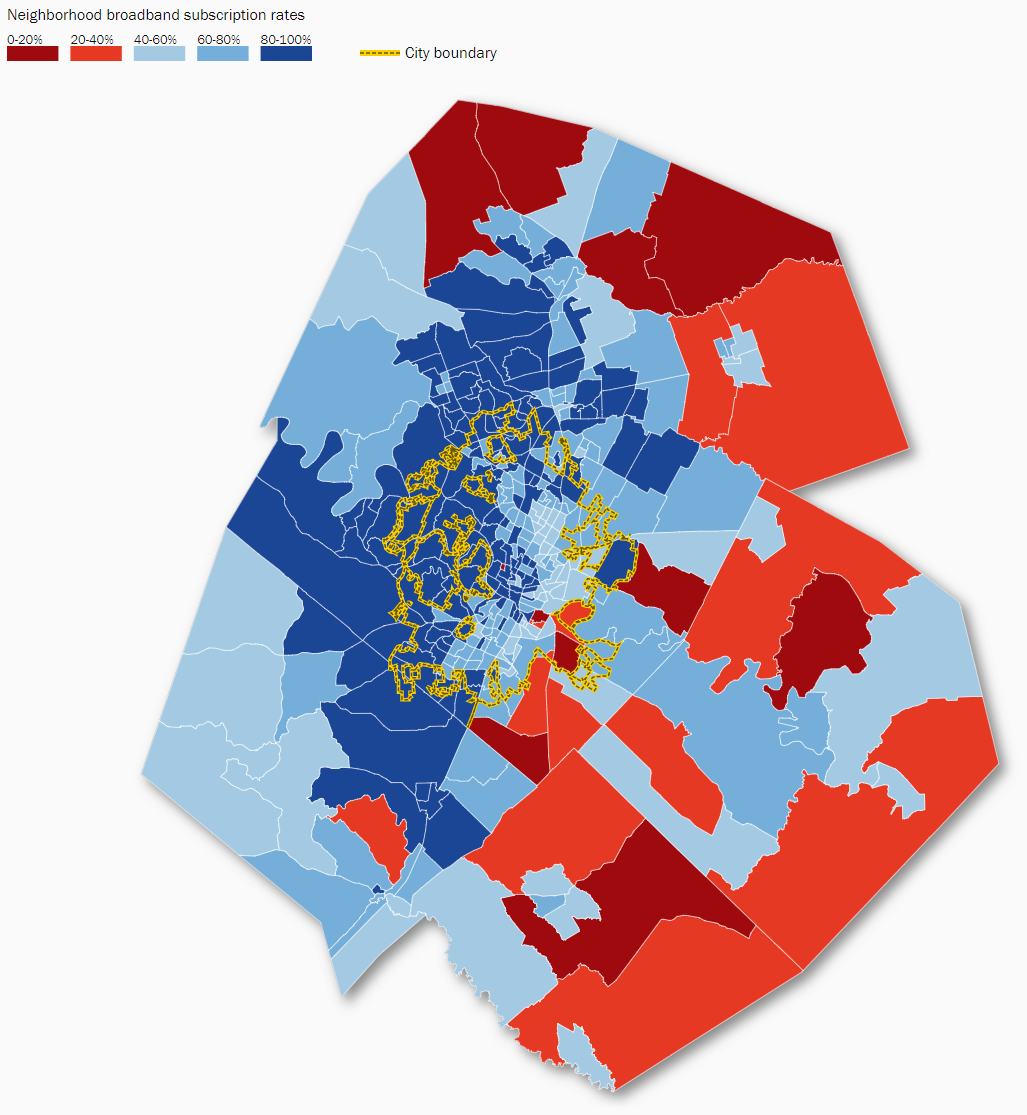 Neighborhood broadband subscription rates
0-20% 20-40% 40-60% 60-80% 80-100%
City boundary